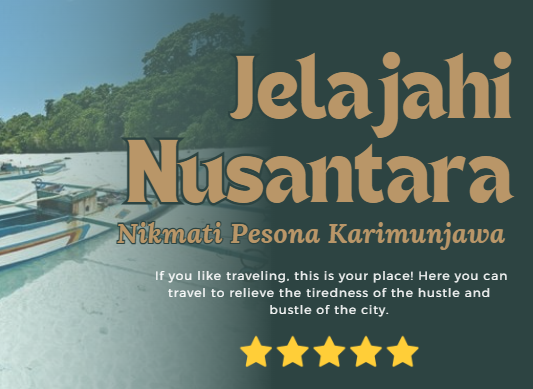 Jelajahi
Nusantara
Nikmati Pesona Karimunjawa
If you like traveling, this is your place! Here you can
travel to relieve the tiredness of the hustle and
bustle of the city.